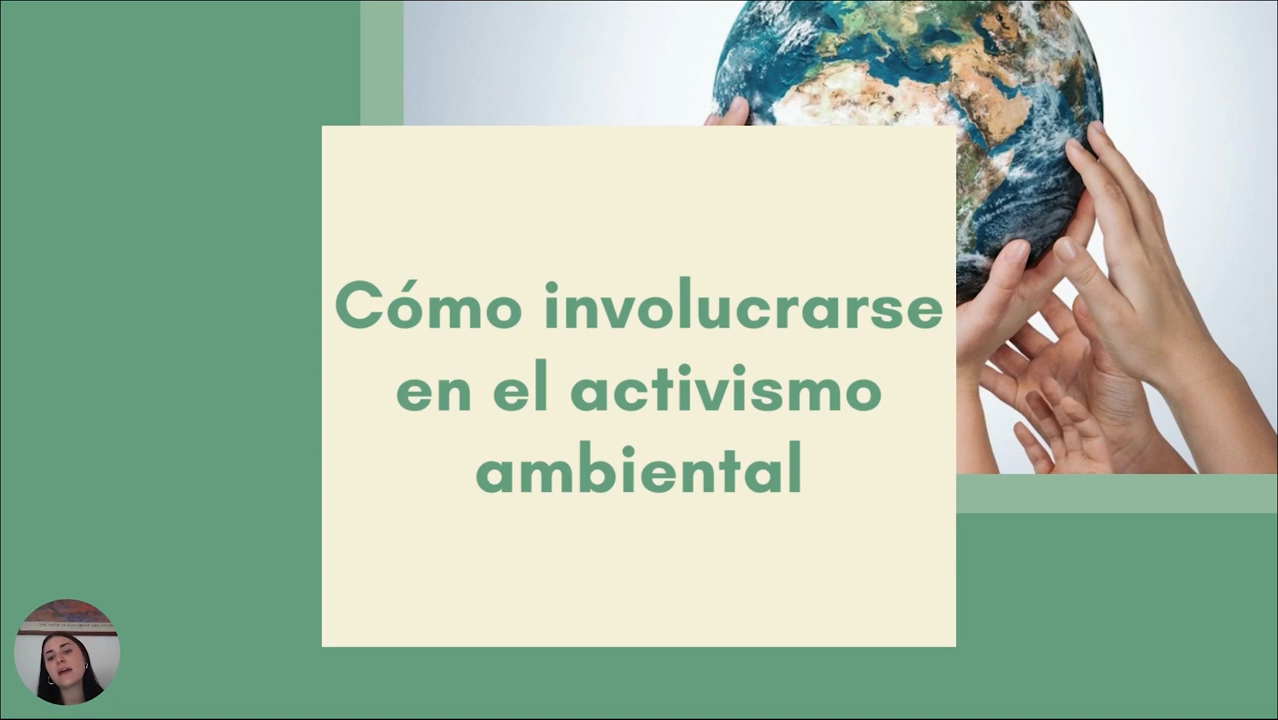 Cómo involucrarse
en el activismo
ambiental